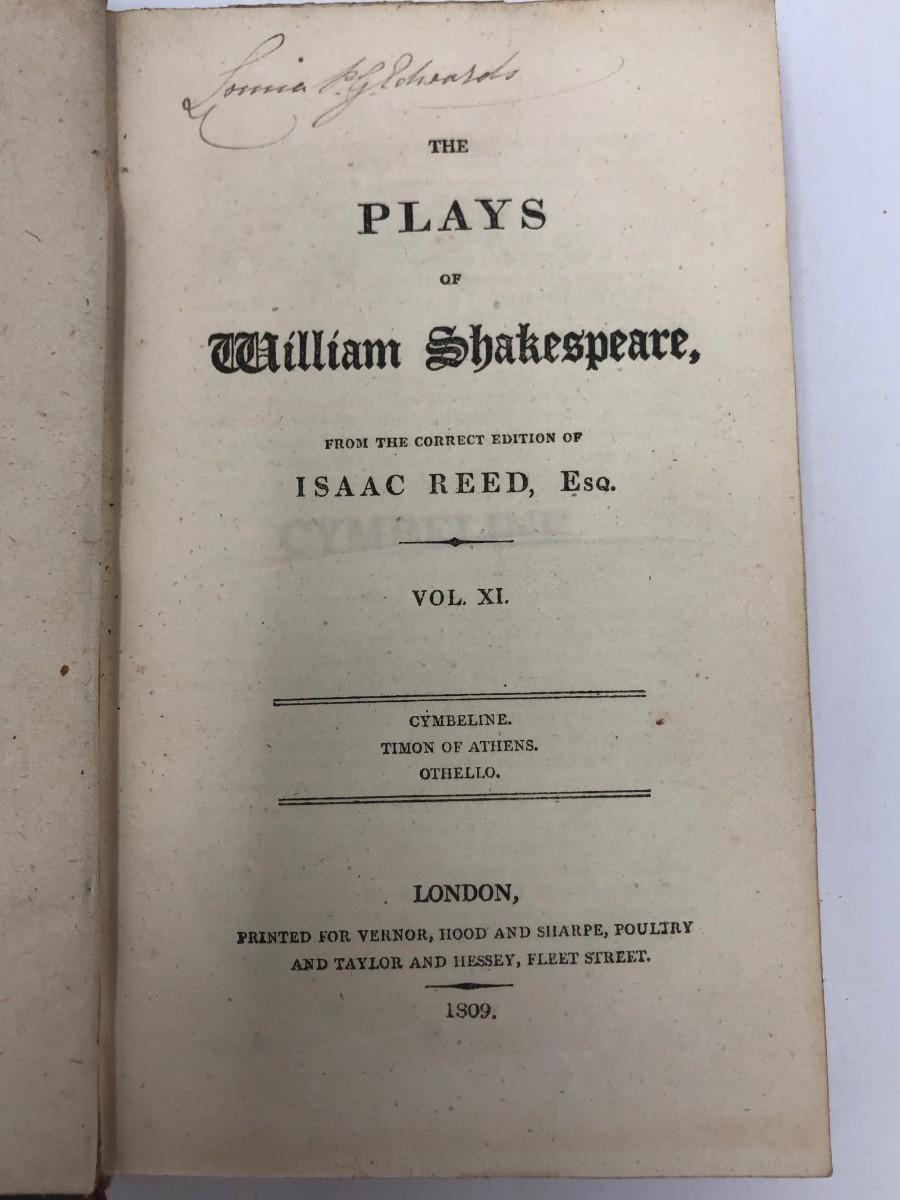 P. G. Edwards
THE
PLAYS
OF
William Shakespeare,
FROM THE CORRECT EDITION OF
ISAAC REED, Esq.
VOL. XI.
CYMBELINE.
TIMON OF ATHENS.
OTHELLO.
LONDON,
PRINTED FOR VERNOR, HOOD AND SHARPE, POULTRY
AND TAYLOR AND HESSEY, FLEET STREET.
1809.